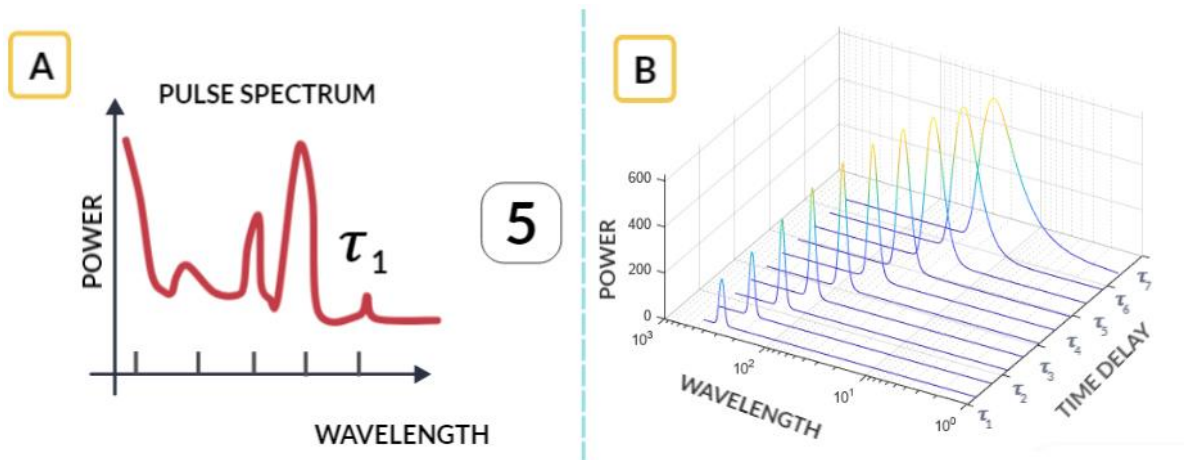 A
PULSE SPECTRUM
POWER
τ1
WAVELENGTH
5
B
POWER
600
400
200
0
10³
10²
10¹
10⁰
WAVELENGTH
τ1
τ2
τ3
τ4
τ5
τ6
τ7
TIME DELAY